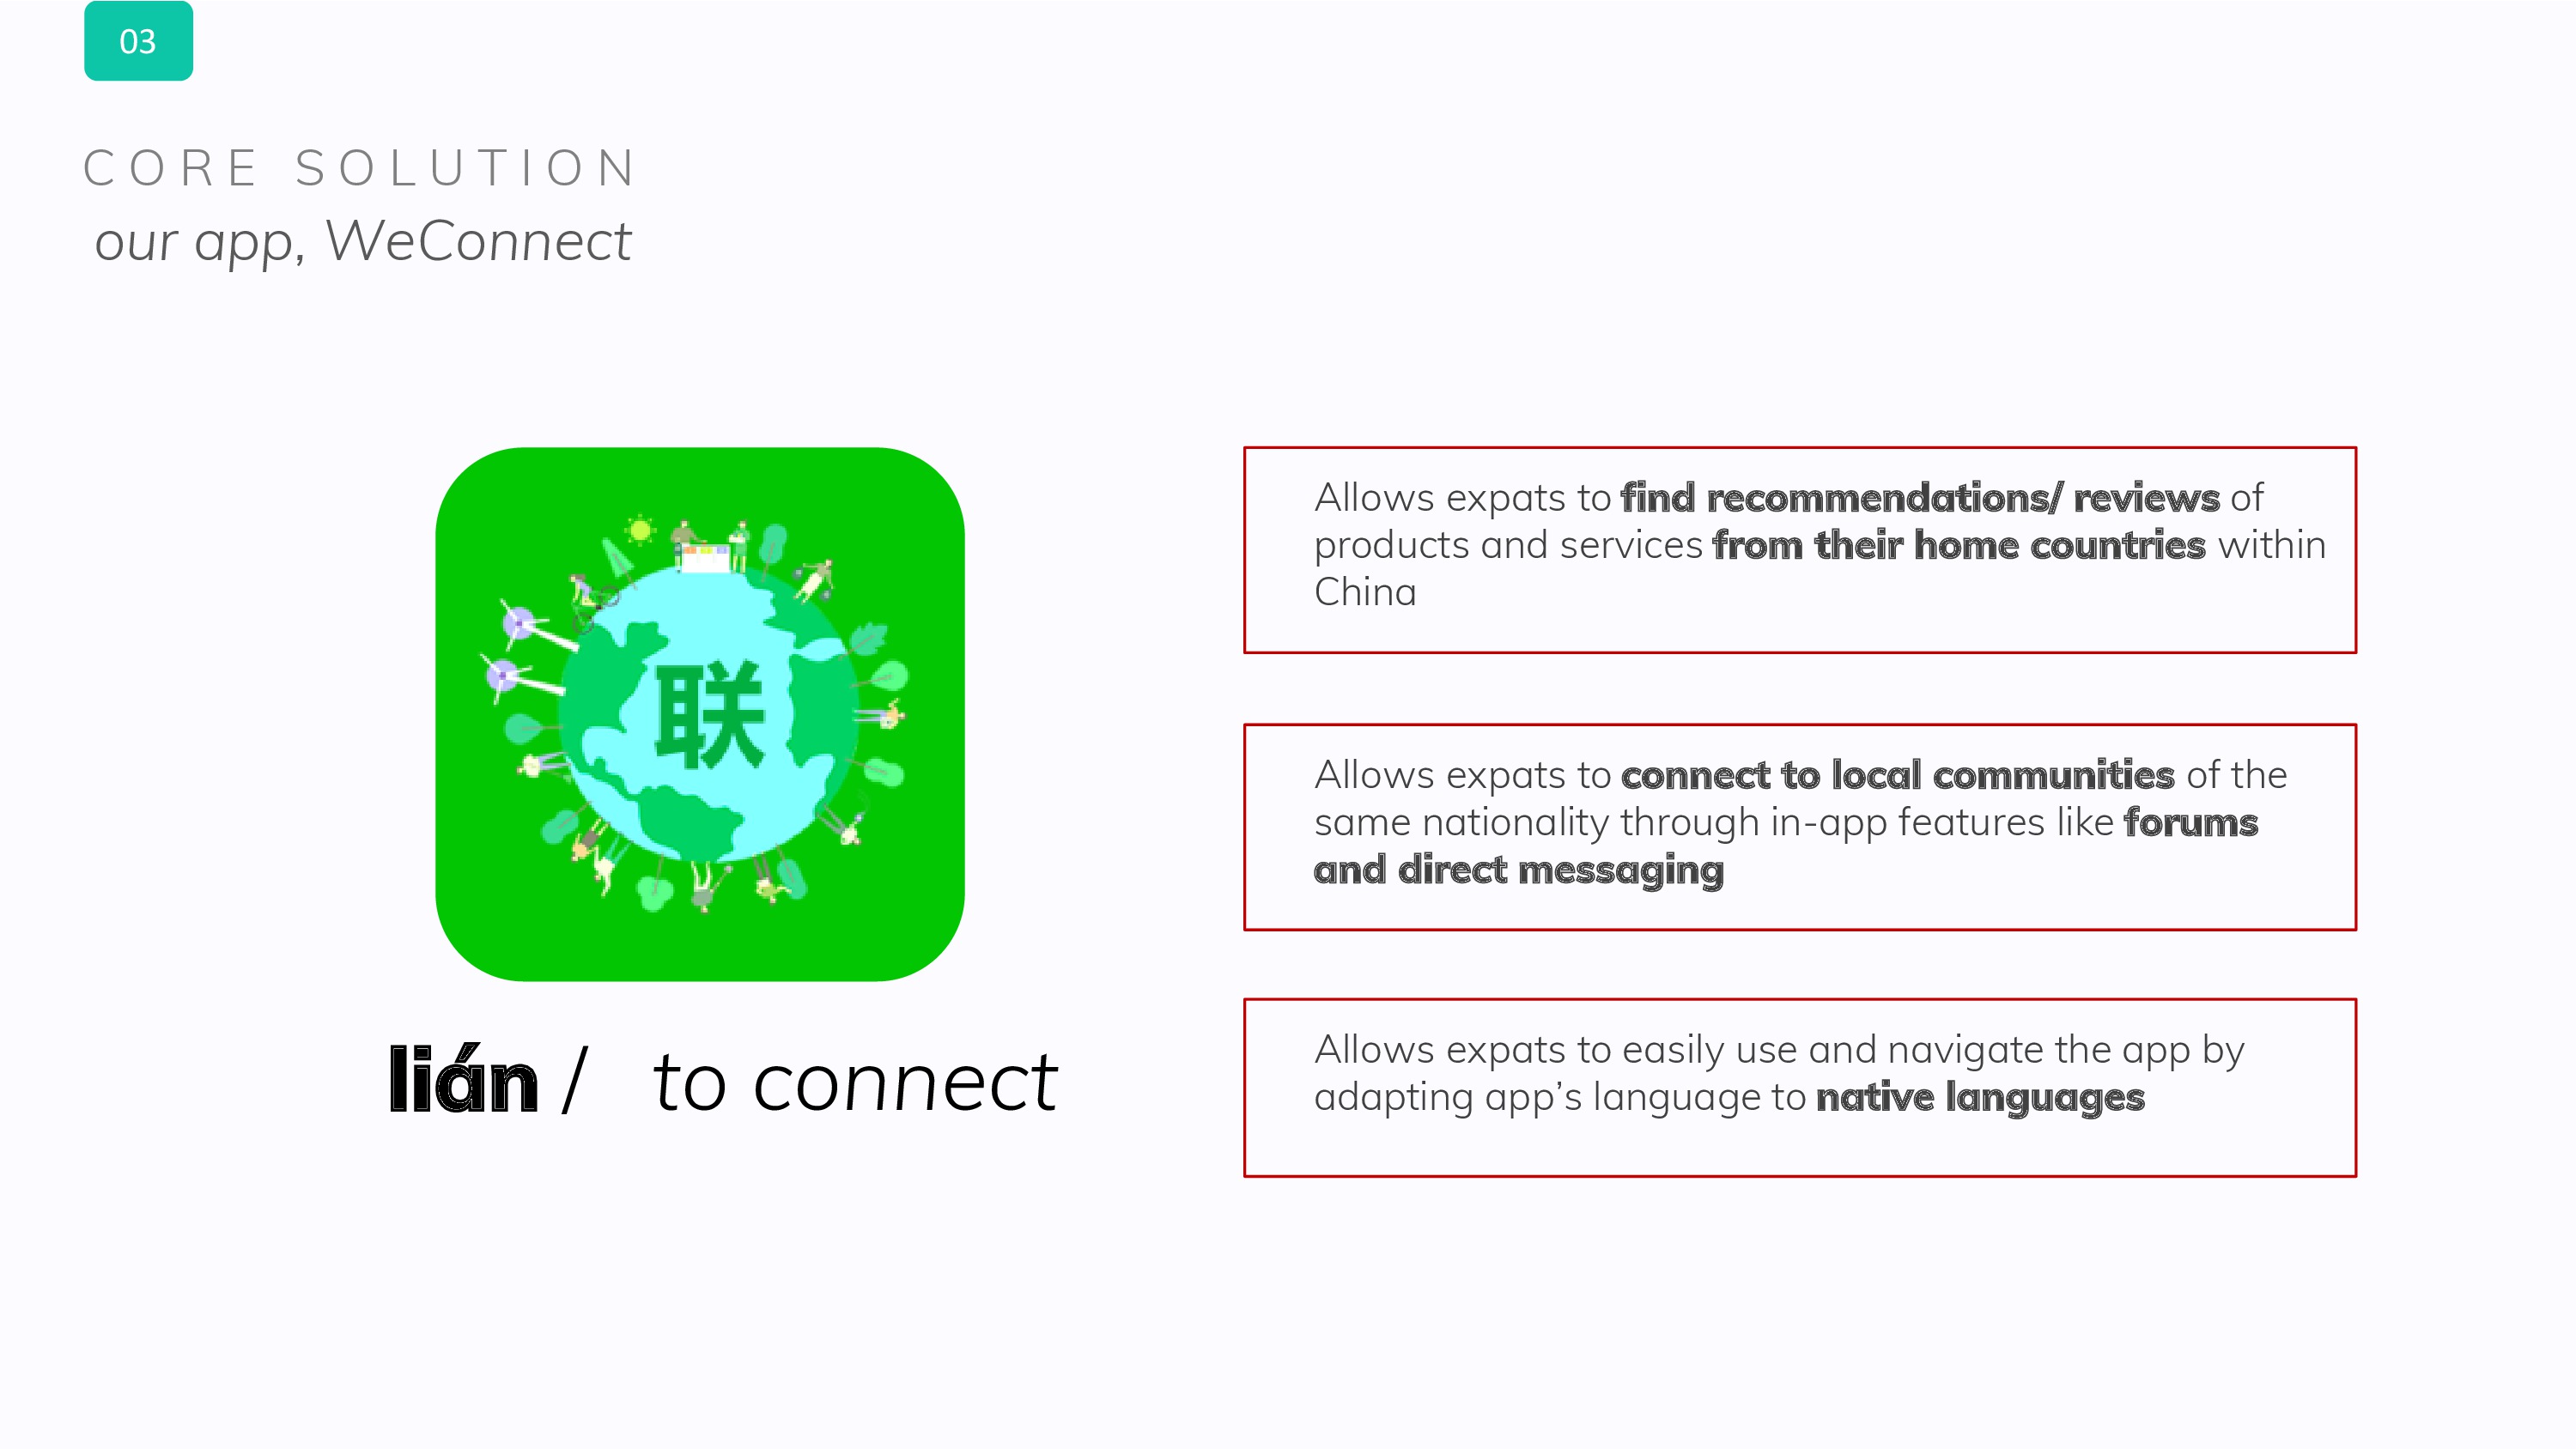 03
CORE SOLUTION
our app, WeConnect
联
lián / to connect
Allows expats to find recommendations/ reviews of
products and services from their home countries within
China
Allows expats to connect to local communities of the
same nationality through in-app features like forums
and direct messaging
Allows expats to easily use and navigate the app by
adapting app’s language to native languages